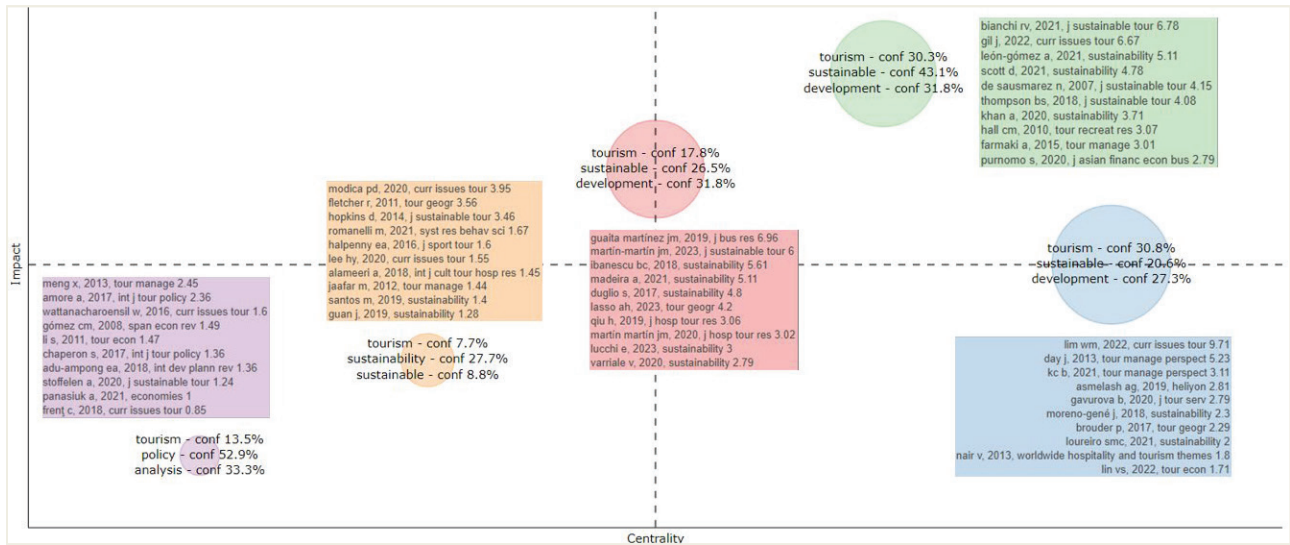 Impact
meng x, 2013, tour manage 2.45
amore a, 2017, int j tour policy 2.36
wattanacharoensil w, 2016, curr issues tour 1.6
gómez cm, 2008, span econ rev 1.49
li s, 2011, tour econ 1.47
chaperon s, 2017, int j tour policy 1.36
adu-ampong ea, 2018, int dev plann rev 1.36
stoffelen a, 2020, j sustainable tour 1.24
panasiuk a, 2021, economies 1
frenţ c, 2018, curr issues tour 0.85
tourism - conf 13.5%
policy - conf 52.9%
analysis - conf 33.3%
modica pd, 2020, curr issues tour 3.95
fletcher r, 2011, tour geogr 3.56
hopkins d, 2014, j sustainable tour 3.46
romanelli m, 2021, syst res behav sci 1.67
halpenny ea, 2016, j sport tour 1.6
lee hy, 2020, curr issues tour 1.55
alameeri a, 2018, int j cult tour hosp res 1.45
jaafar m, 2012, tour manage 1.44
santos m, 2019, sustainability 1.4
guan j, 2019, sustainability 1.28
tourism - conf 7.7%
sustainability - conf 27.7%
sustainable - conf 8.8%
tourism - conf 17.8%
sustainable - conf 26.5%
development - conf 31.8%
guaita martínez jm, 2019, j bus res 6.96
martín-martín jm, 2023, j sustainable tour 6
ibanescu bc, 2018, sustainability 5.61
madeira a, 2021, sustainability 5.11
duglio s, 2017, sustainability 4.8
lasso ah, 2023, tour geogr 4.2
qiu h, 2019, j hosp tour res 3.06
martín martín jm, 2020, j hosp tour res 3.02
lucchi e, 2023, sustainability 3
varriale v, 2020, sustainability 2.79
tourism - conf 30.3%
sustainable - conf 43.1%
development - conf 31.8%
bianchi rv, 2021, j sustainable tour 6.78
gil j, 2022, curr issues tour 6.67
león-gómez a, 2021, sustainability 5.11
scott d, 2021, sustainability 4.78
de sausmarez n, 2007, j sustainable tour 4.15
thompson bs, 2018, j sustainable tour 4.08
khan a, 2020, sustainability 3.71
hall cm, 2010, tour recreat res 3.07
farmaki a, 2015, tour manage 3.01
purnomo s, 2020, j asian financ econ bus 2.79
tourism - conf 30.8%
sustainable - conf 20.6%
development - conf 27.3%
lim wm, 2022, curr issues tour 9.71
day j, 2013, tour manage perspect 5.23
kc b, 2021, tour manage perspect 3.11
asmelash ag, 2019, heliyon 2.81
gavurova b, 2020, j tour serv 2.79
moreno-gené j, 2018, sustainability 2.3
brouder p, 2017, tour geogr 2.29
loureiro smc, 2021, sustainability 2
nair v, 2013, worldwide hospitality and tourism themes 1.8
lin vs, 2022, tour econ 1.71
Centrality